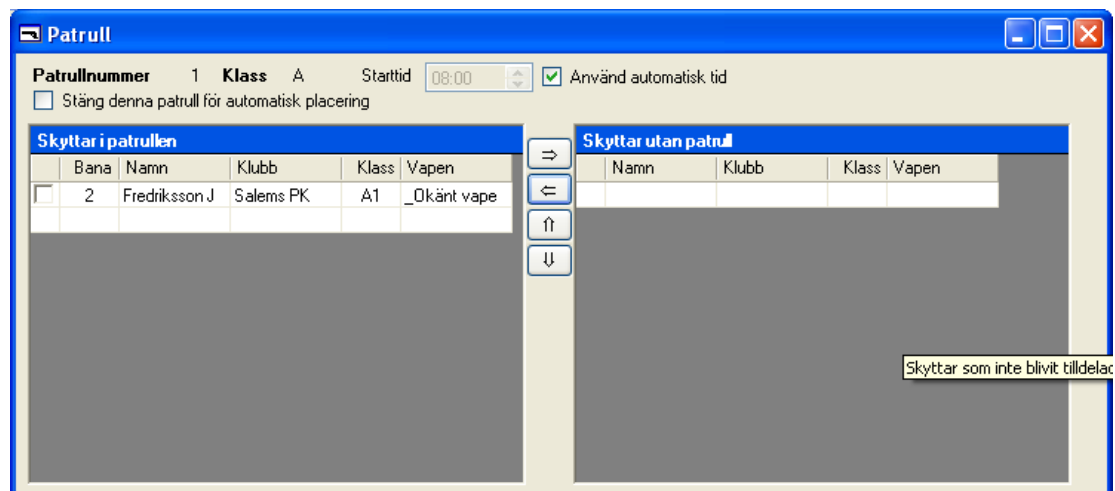 Patrull
Patrullnummer 1 Klass A Starttid 08:00 Använd automatisk tid
Stäng denna patrull för automatisk placering
Skyttar i patrullen
Bana Namn Klubb Klass Vapen
2 Fredriksson J Salems PK A1 _Okänt vape
Skyttar utan patrull
Namn Klubb Klass Vapen
Skyttar som inte blivit tilldelad